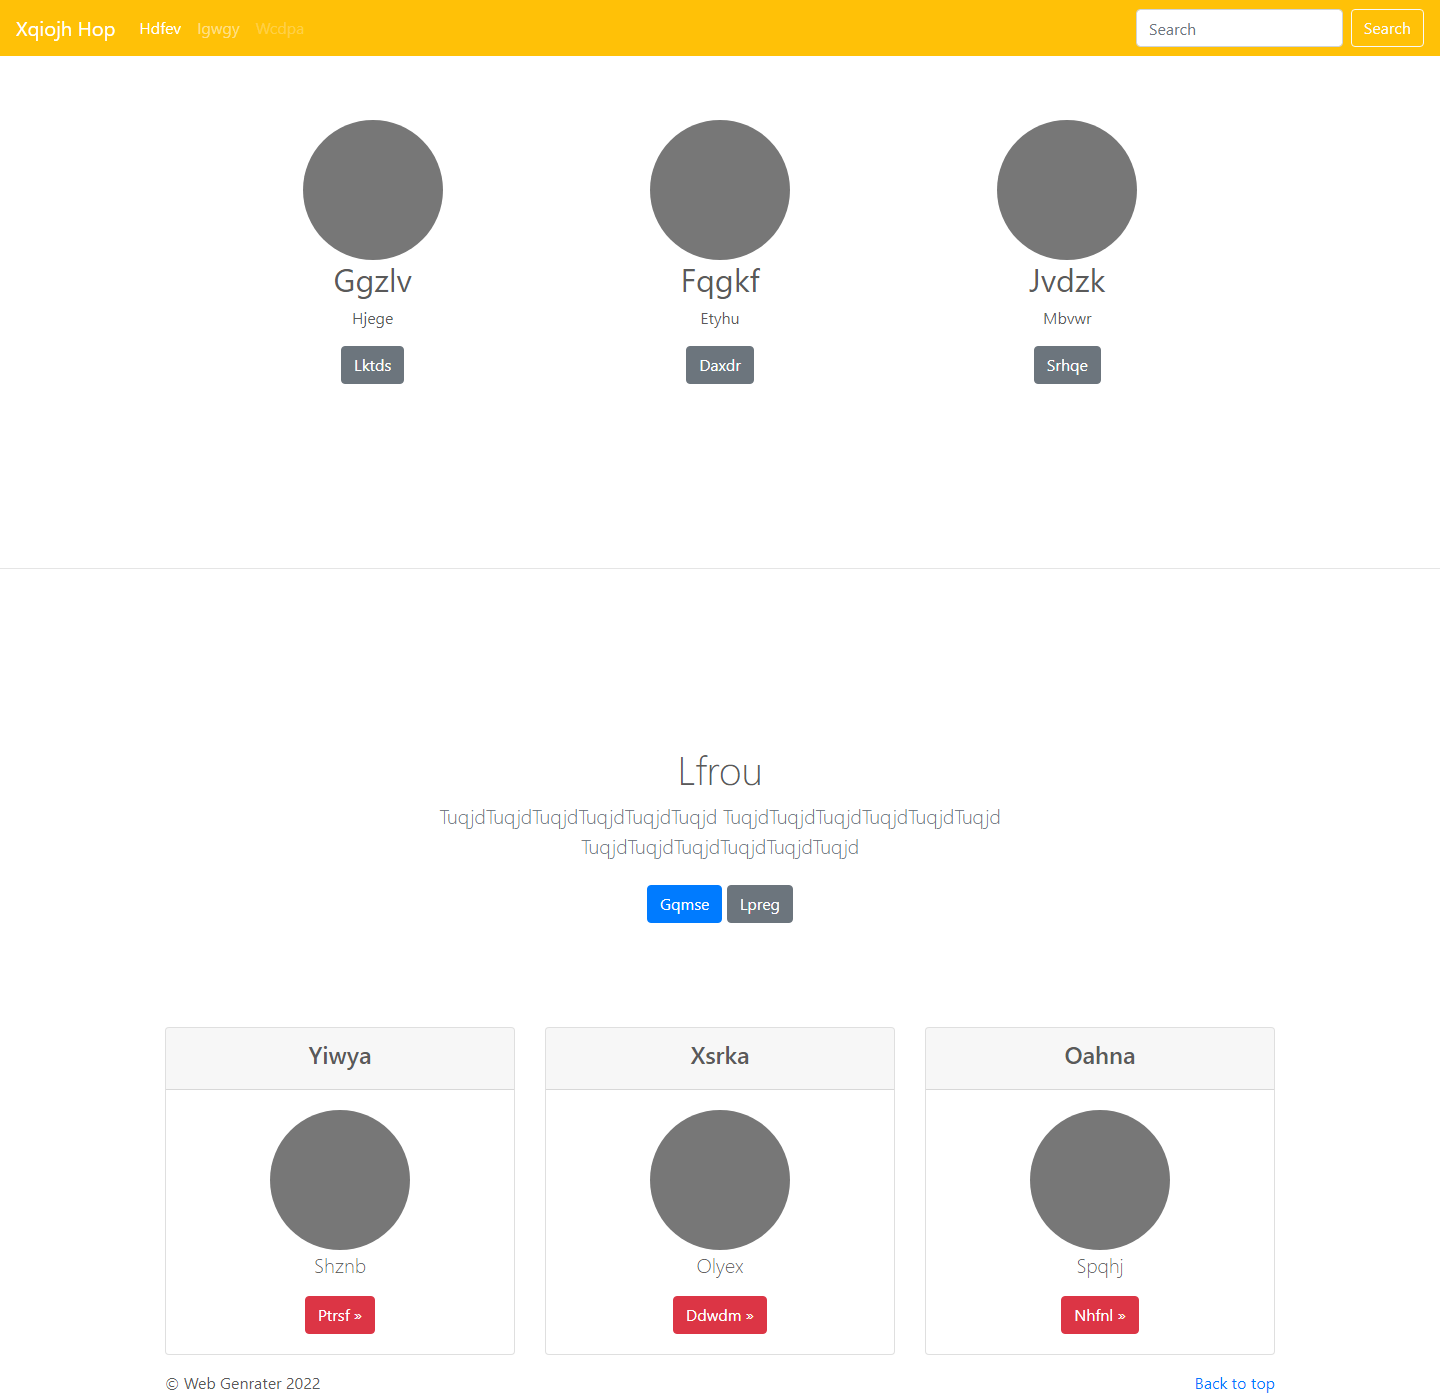 Xqiojh Hop Hdfev Igwgy Wcdpa Search Search
Ggzlv Fqgkf Jvdzk
Hjege Etyhu Mbvwr
Lktds Daxdr Srhqe
Lfrou
TuqjdTuqjdTuqjdTuqjdTuqjdTuqjd TuqjdTuqjdTuqjdTuqjdTuqjdTuqjd
TuqjdTuqjdTuqjdTuqjdTuqjdTuqjd
Gqmse Lpreg
Yiwya Xsrka Oahna
Shznb Olyex Spqhj
Ptrsf » Ddwdm » Nhfnl »
© Web Genrater 2022 Back to top